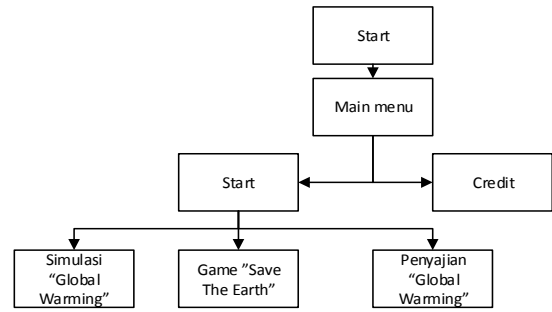 Start
Main menu
Start
Credit
Simulasi
“Global
Warming”
Game ”Save
The Earth”
Penyajian
“Global
Warming”